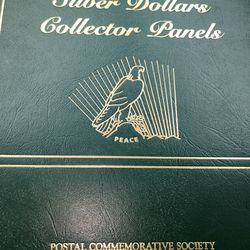 Silver Dollars
Collector Panels
PEACE
POSTAL COMMEMORATIVE SOCIETY